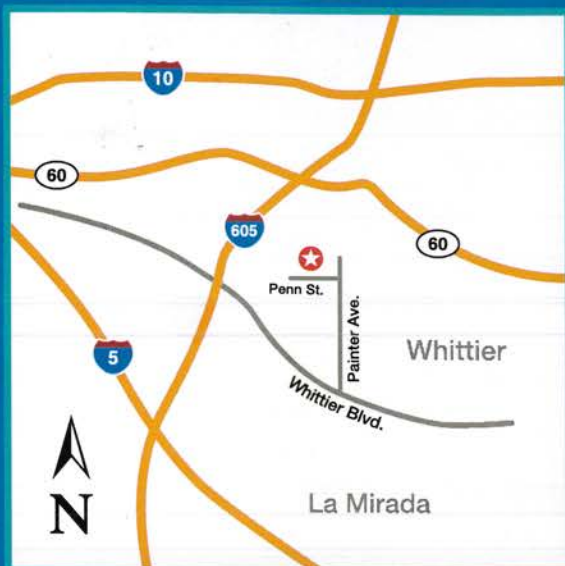 10
60
605
60
Penn St.
Painter Ave.
Whittier
5
Whittier Blvd.
N
La Mirada